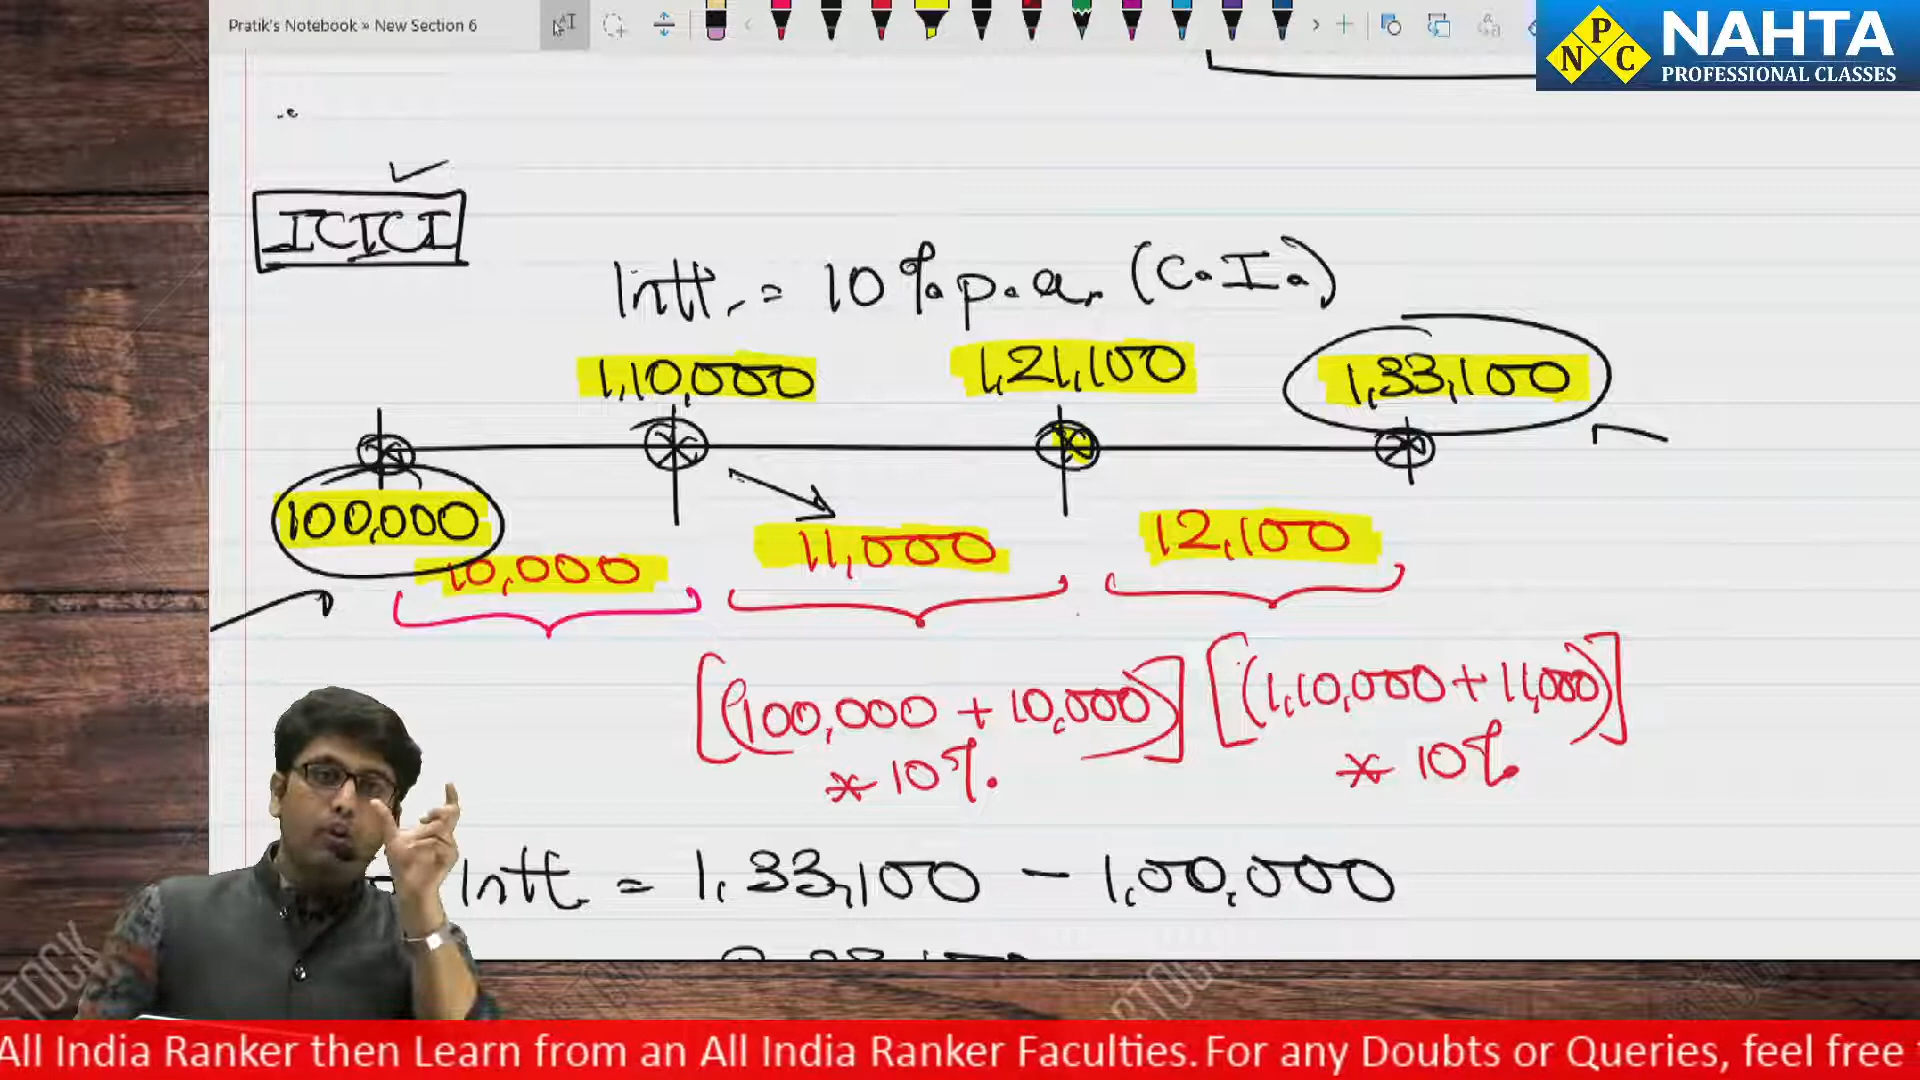 Pratik's Notebook » New Section 6
N P C
NAHTA
PROFESSIONAL CLASSES
ICICI
Intt. = 10% p.a. (C.I.)
1,10,000
1,21,100
1,33,100
100,000
10,000
11,000
12,100
[(100,000 + 10,000)] [(1,10,000 + 11,000)]
* 10%
* 10%
Intt = 1,33,100 - 1,00,000
All India Ranker then Learn from an All India Ranker Faculties. For any Doubts or Queries, feel free